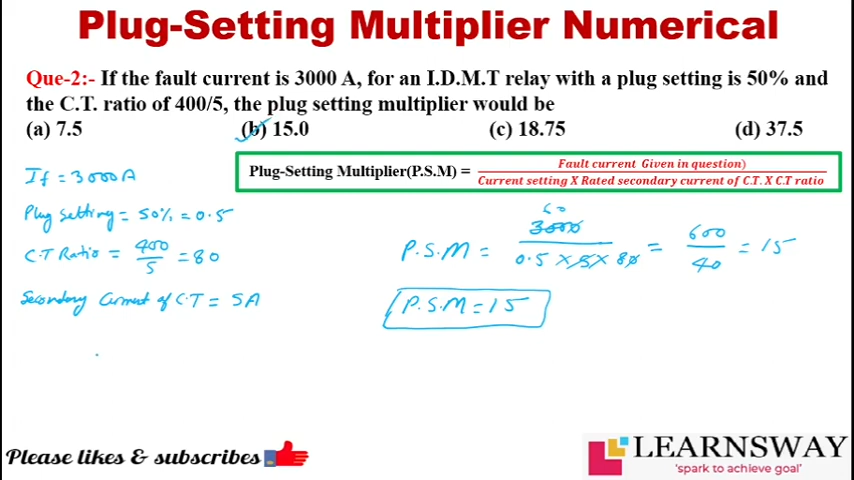 Plug-Setting Multiplier Numerical
Que-2:- If the fault current is 3000 A, for an I.D.M.T relay with a plug setting is 50% and
the C.T. ratio of 400/5, the plug setting multiplier would be
(a) 7.5 (b) 15.0 (c) 18.75 (d) 37.5
Plug-Setting Multiplier(P.S.M) = Fault current Given in question) / Current setting X Rated secondary current of C.T. X C.T ratio
If = 3000A
Plug setting = 50% = 0.5
C.T Ratio = 400/5 = 80
Secondary Current of C.T = 5A
60
P.S.M = 3000 / 0.5 × 5 × 80 = 600/40 = 15
P.S.M = 15
Please likes & subscribes
LEARNSWAY
'spark to achieve goal'